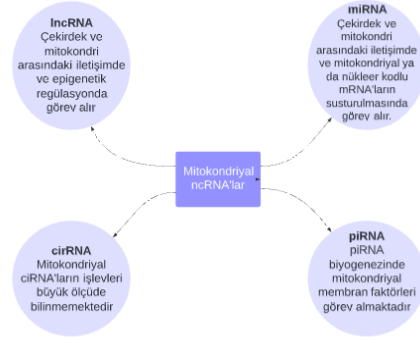 lncRNA
Çekirdek ve
mitokondri
arasındaki iletişimde
ve epigenetik
regülasyonda
görev alır
miRNA
Çekirdek ve
mitokondri
arasındaki iletişimde
ve mitokondriyal ya
da nükleer kodlu
mRNA'ların
susturulmasında
görev alır.
Mitokondriyal
ncRNA'lar
cirRNA
Mitokondriyal
ciRNA'ların işlevleri
büyük ölçüde
bilinmemektedir
piRNA
piRNA
biyogenezinde
mitokondriyal
membran faktörleri
görev almaktadır